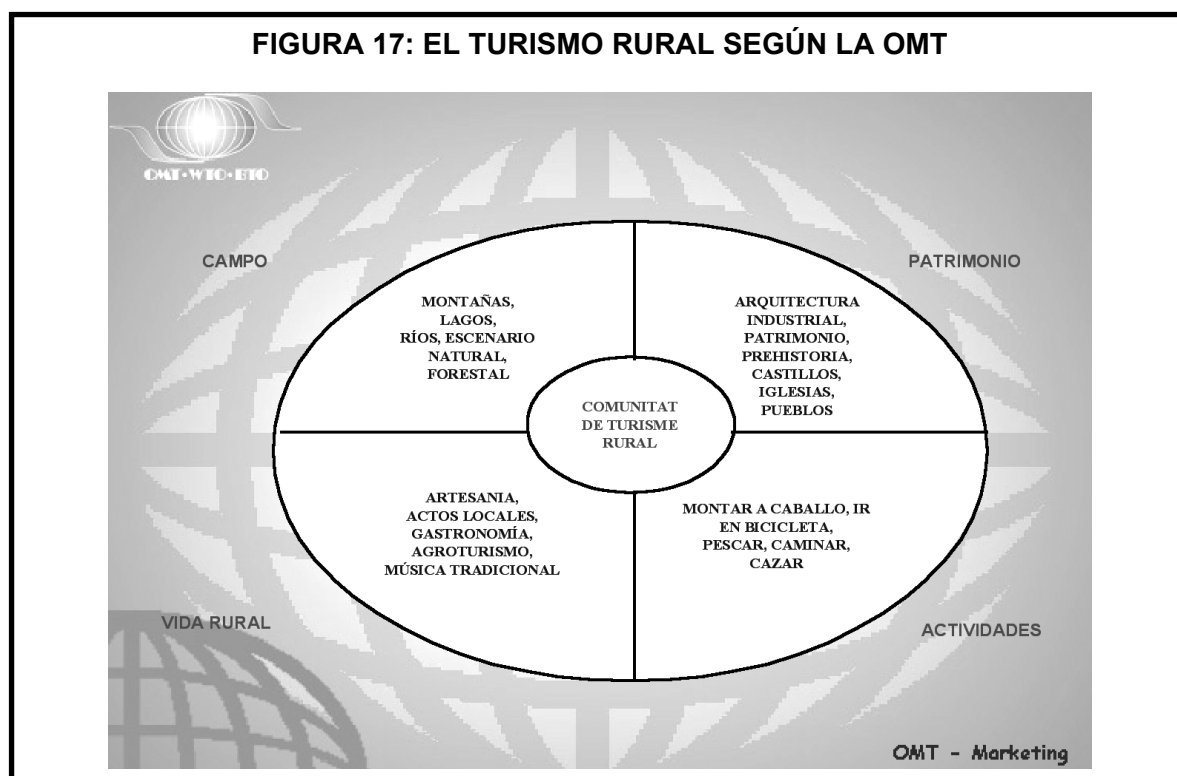 FIGURA 17: EL TURISMO RURAL SEGÚN LA OMT
OMT•WTO•BTO
CAMPO
PATRIMONIO
MONTAÑAS,
LAGOS,
RÍOS, ESCENARIO
NATURAL,
FORESTAL
ARQUITECTURA
INDUSTRIAL,
PATRIMONIO,
PREHISTORIA,
CASTILLOS,
IGLESIAS,
PUEBLOS
COMUNITAT
DE TURISME
RURAL
ARTESANIA,
ACTOS LOCALES,
GASTRONOMÍA,
AGROTURISMO,
MÚSICA TRADICIONAL
MONTAR A CABALLO, IR
EN BICICLETA,
PESCAR, CAMINAR,
CAZAR
VIDA RURAL
ACTIVIDADES
OMT - Marketing